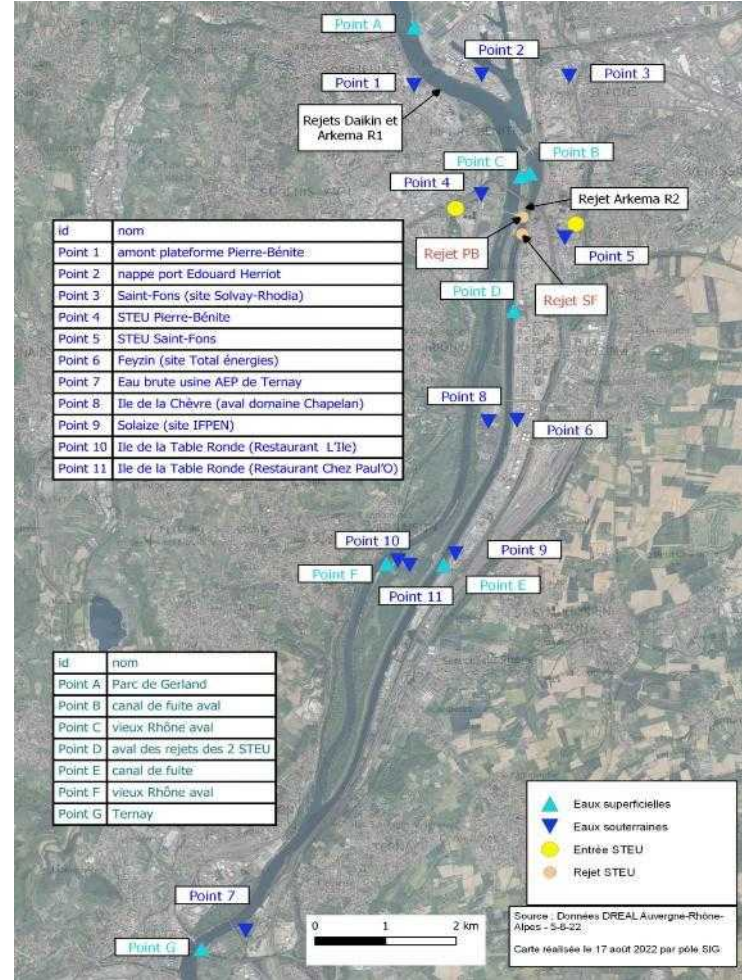 Point A
Point 2
Point 1
Point 3
Rejets Daikin et
Arkema R1
Point C
Point B
Point 4
Rejet Arkema R2
Rejet PB
Point 5
Rejet SF
Point D
id nom
Point 1 amont plateforme Pierre-Bénite
Point 2 nappe port Edouard Herriot
Point 3 Saint-Fons (site Solvay-Rhodia)
Point 4 STEU Pierre-Bénite
Point 5 STEU Saint-Fons
Point 6 Feyzin (site Total énergies)
Point 7 Eau brute usine AEP de Ternay
Point 8 Ile de la Chèvre (aval domaine Chapelan)
Point 9 Solaize (site IFPEN)
Point 10 Ile de la Table Ronde (Restaurant L'Ile)
Point 11 Ile de la Table Ronde (Restaurant Chez Paul'O)
Point 8
Point 6
Point 10
Point 9
Point F
Point E
Point 11
id nom
Point A Parc de Gerland
Point B canal de fuite aval
Point C vieux Rhône aval
Point D aval des rejets des 2 STEU
Point E canal de fuite
Point F vieux Rhône aval
Point G Ternay
Eaux superficielles
Eaux souterraines
Entrée STEU
Rejet STEU
Point 7
Point G
0 1 2 km
Source : Données DREAL Auvergne-Rhône-
Alpes - 5-8-22
Carte réalisée le 17 août 2022 par pôle SIG